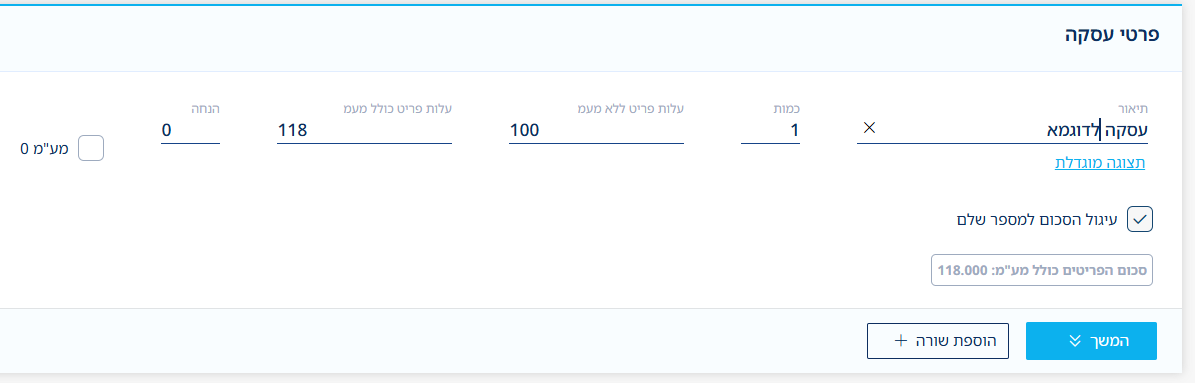 פרטי עסקה
תיאור כמות עלות פריט ללא מעמ עלות פריט כולל מעמ הנחה
עסקה לדוגמא 1 100 118 0
מע"מ 0
תצוגה מוגדלת
עיגול הסכום למספר שלם
סכום הפריטים כולל מע"מ: 118.000
המשך הוספת שורה +